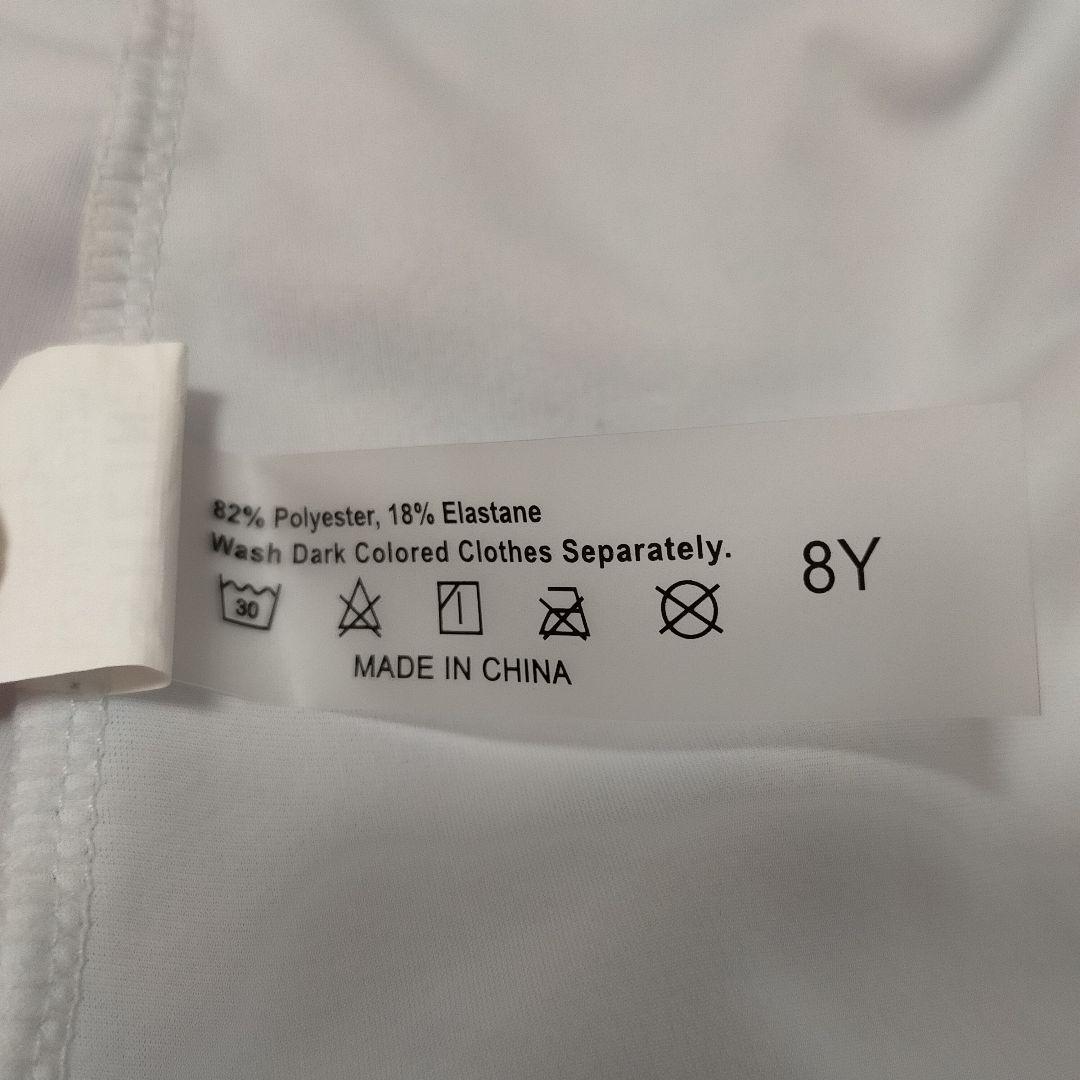 82% Polyester, 18% Elastane
Wash Dark Colored Clothes Separately.
8Y
30
MADE IN CHINA